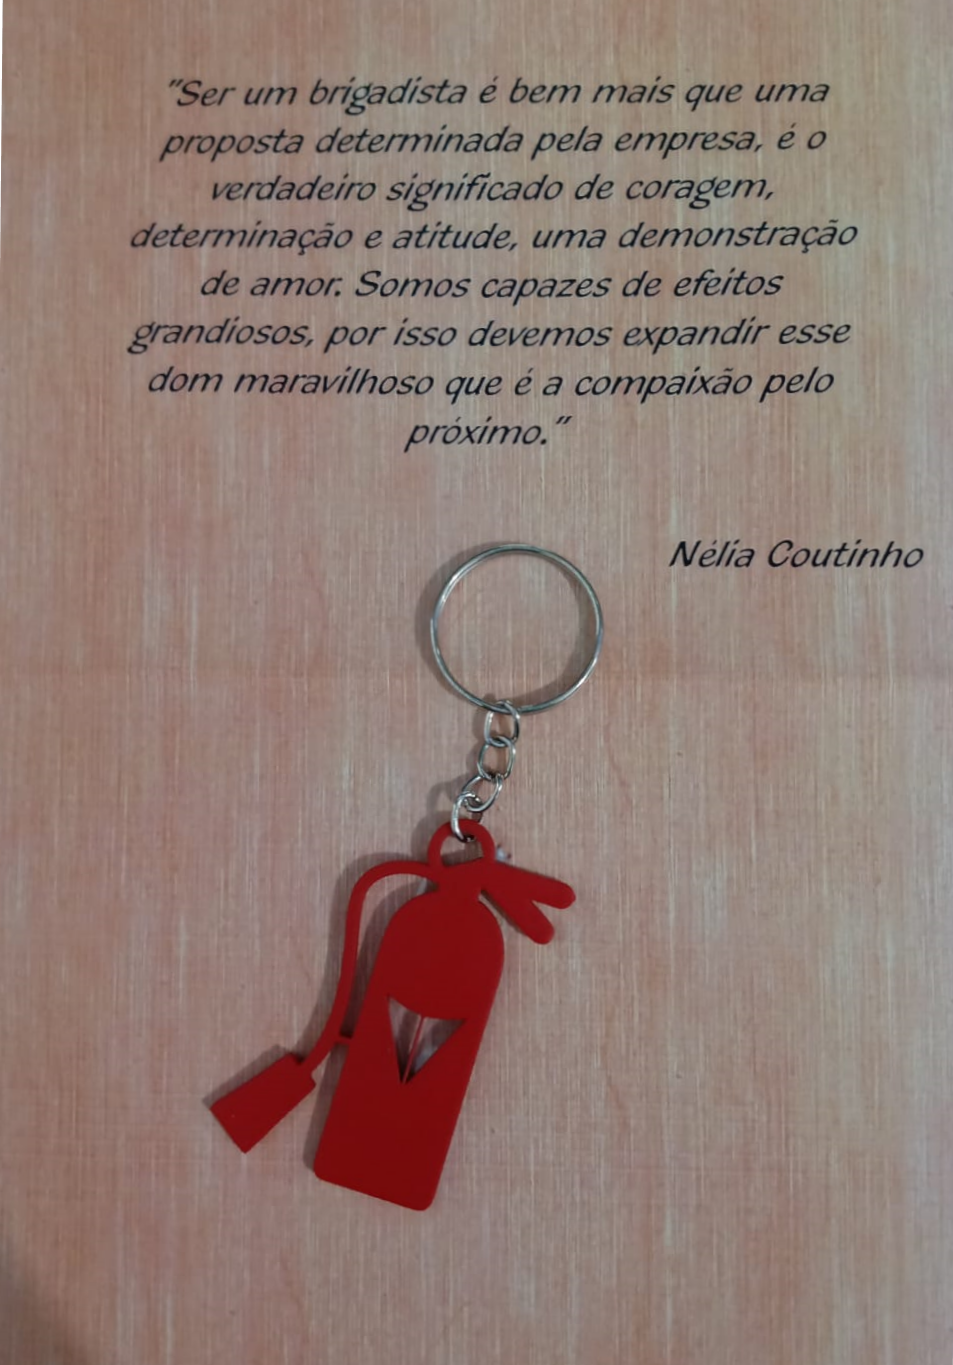 "Ser um brigadista é bem mais que uma
proposta determinada pela empresa, é o
verdadeiro significado de coragem,
determinação e atitude, uma demonstração
de amor. Somos capazes de efeitos
grandiosos, por isso devemos expandir esse
dom maravilhoso que é a compaixão pelo
próximo."
Nélia Coutinho